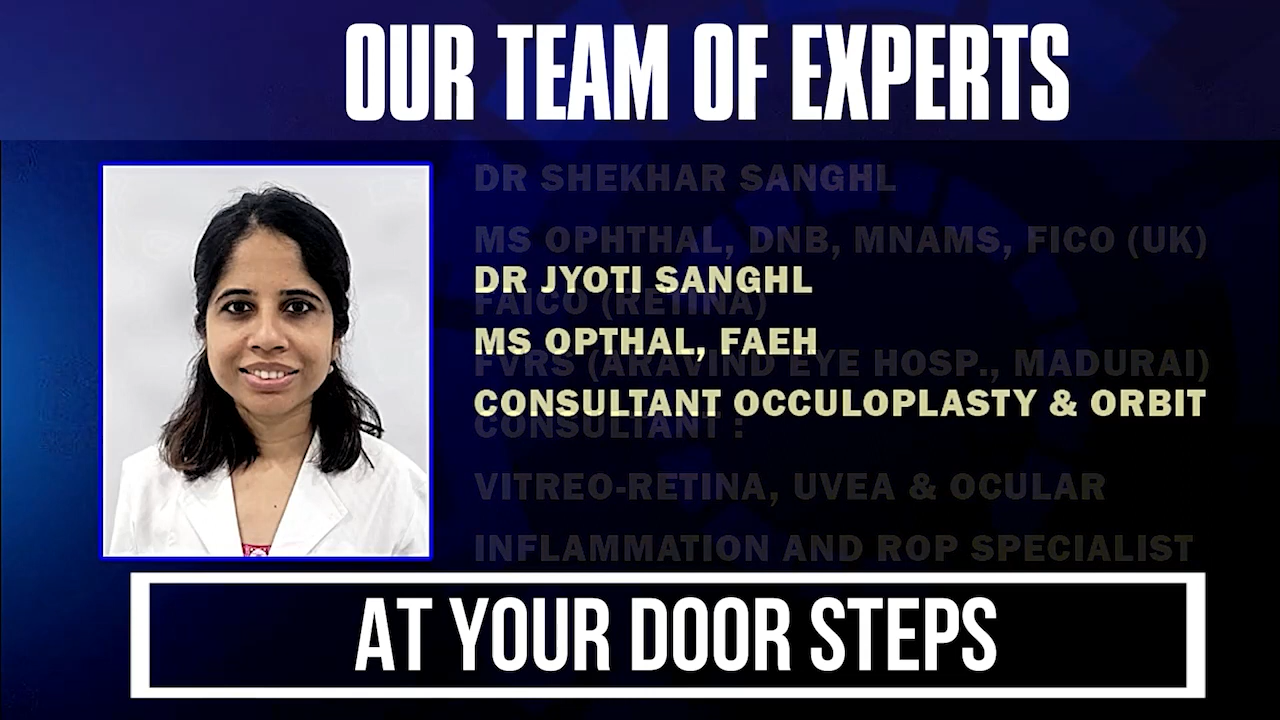 OUR TEAM OF EXPERTS
DR SHEKHAR SANGHL
MS OPHTHAL, DNB, MNAMS, FICO (UK)
DR JYOTI SANGHL
FAICO (RETINA)
MS OPTHAL, FAEH
FVRS (ARAVIND EYE HOSP., MADURAI)
CONSULTANT OCCULOPLASTY & ORBIT
CONSULTANT :
VITREO-RETINA, UVEA & OCULAR
INFLAMMATION AND ROP SPECIALIST
AT YOUR DOOR STEPS